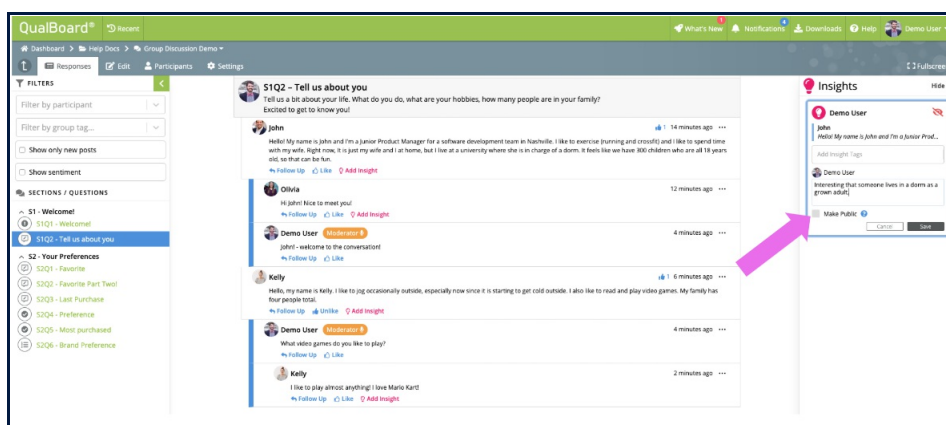 QualBoard® Recent
What's New 1 Notifications 4 Downloads Help Demo User
Dashboard > Help Docs > Group Discussion Demo
Responses Edit Participants Settings Fullscree
FILTERS
Filter by participant
Filter by group tag...
Show only new posts
Show sentiment
SECTIONS / QUESTIONS
S1 - Welcome!
S1Q1 - Welcome!
S1Q2 - Tell us about you
S2 - Your Preferences
S2Q1 - Favorite
S2Q2 - Favorite Part Two!
S2Q3 - Last Purchase
S2Q4 - Preference
S2Q5 - Most purchased
S2Q6 - Brand Preference
S1Q2 – Tell us about you
Tell us a bit about your life. What do you do, what are your hobbies, how many people are in your family?
Excited to get to know you!
John 1 14 minutes ago
Hello! My name is John and I'm a Junior Product Manager for a software development team in Nashville. I like to exercise (running and crossfit) and I like to spend time
with my wife. Right now, it is just my wife and I at home, but I live at a university where she is in charge of a dorm. It feels like we have 300 children who are all 18 years
old, so that can be fun.
Follow Up Like Add Insight
Olivia 12 minutes ago
Hi John! Nice to meet you!
Follow Up Like Add Insight
Demo User Moderator 4 minutes ago
John! - welcome to the conversation!
Follow Up Like
Kelly 1 6 minutes ago
Hello, my name is Kelly. I like to jog occasionally outside, especially now since it is starting to get cold outside. I also like to read and play video games. My family has
four people total.
Follow Up Unlike Add Insight
Demo User Moderator 4 minutes ago
What video games do you like to play?
Follow Up Like
Kelly 2 minutes ago
I like to play almost anything! I love Mario Kart!
Follow Up Like Add Insight
Insights Hide
Demo User
John
Hello! My name is John and I'm a Junior Prod...
Add Insight Tags
Demo User
Interesting that someone lives in a dorm as a
grown adult
Make Public
Cancel Save